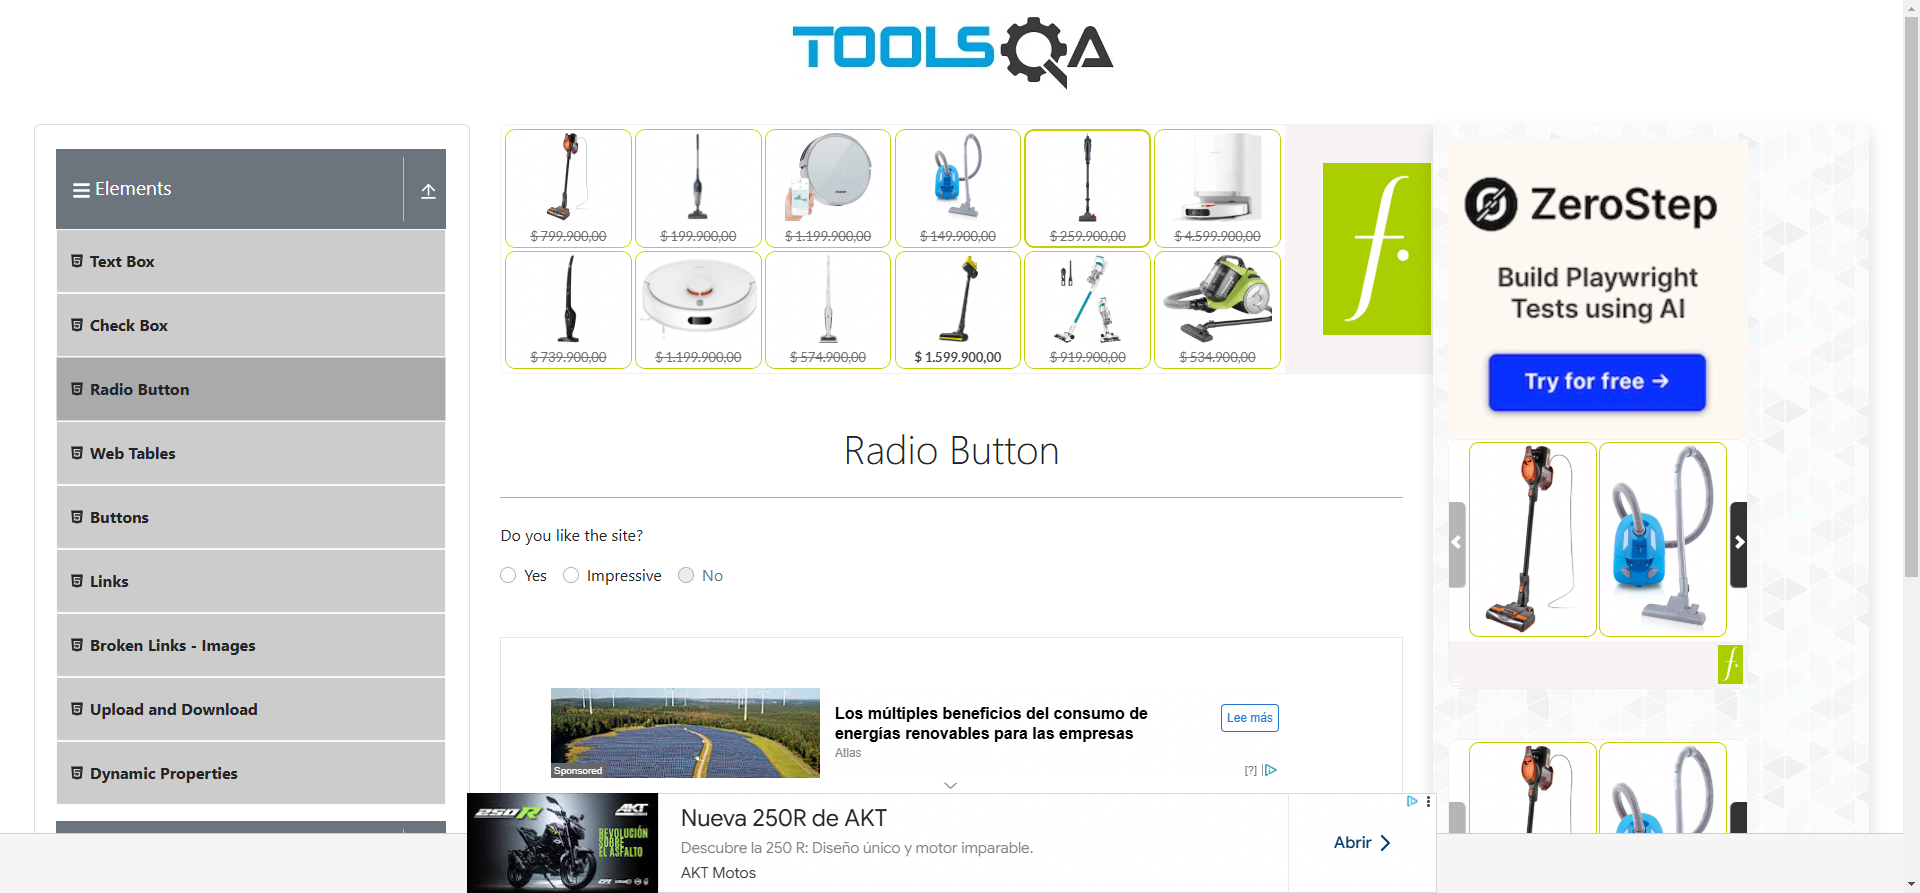 TOOLSQA
Elements
Text Box
Check Box
Radio Button
Web Tables
Buttons
Links
Broken Links - Images
Upload and Download
Dynamic Properties
$ 799.900,00
$ 199.900,00
$ 1.199.900,00
$ 149.900,00
$ 259.900,00
$ 4.599.900,00
$ 739.900,00
$ 1.199.900,00
$ 574.900,00
$ 1.599.900,00
$ 919.900,00
$ 534.900,00
f.
Radio Button
Do you like the site?
Yes
Impressive
No
Sponsored
Los múltiples beneficios del consumo de
energías renovables para las empresas
Atlas
Lee más
[?]
250R
AKT
REVOLUCIÓN
SOBRE
EL ASFALTO
Nueva 250R de AKT
Descubre la 250 R: Diseño único y motor imparable.
AKT Motos
Abrir
ZeroStep
Build Playwright
Tests using AI
Try for free →
f.